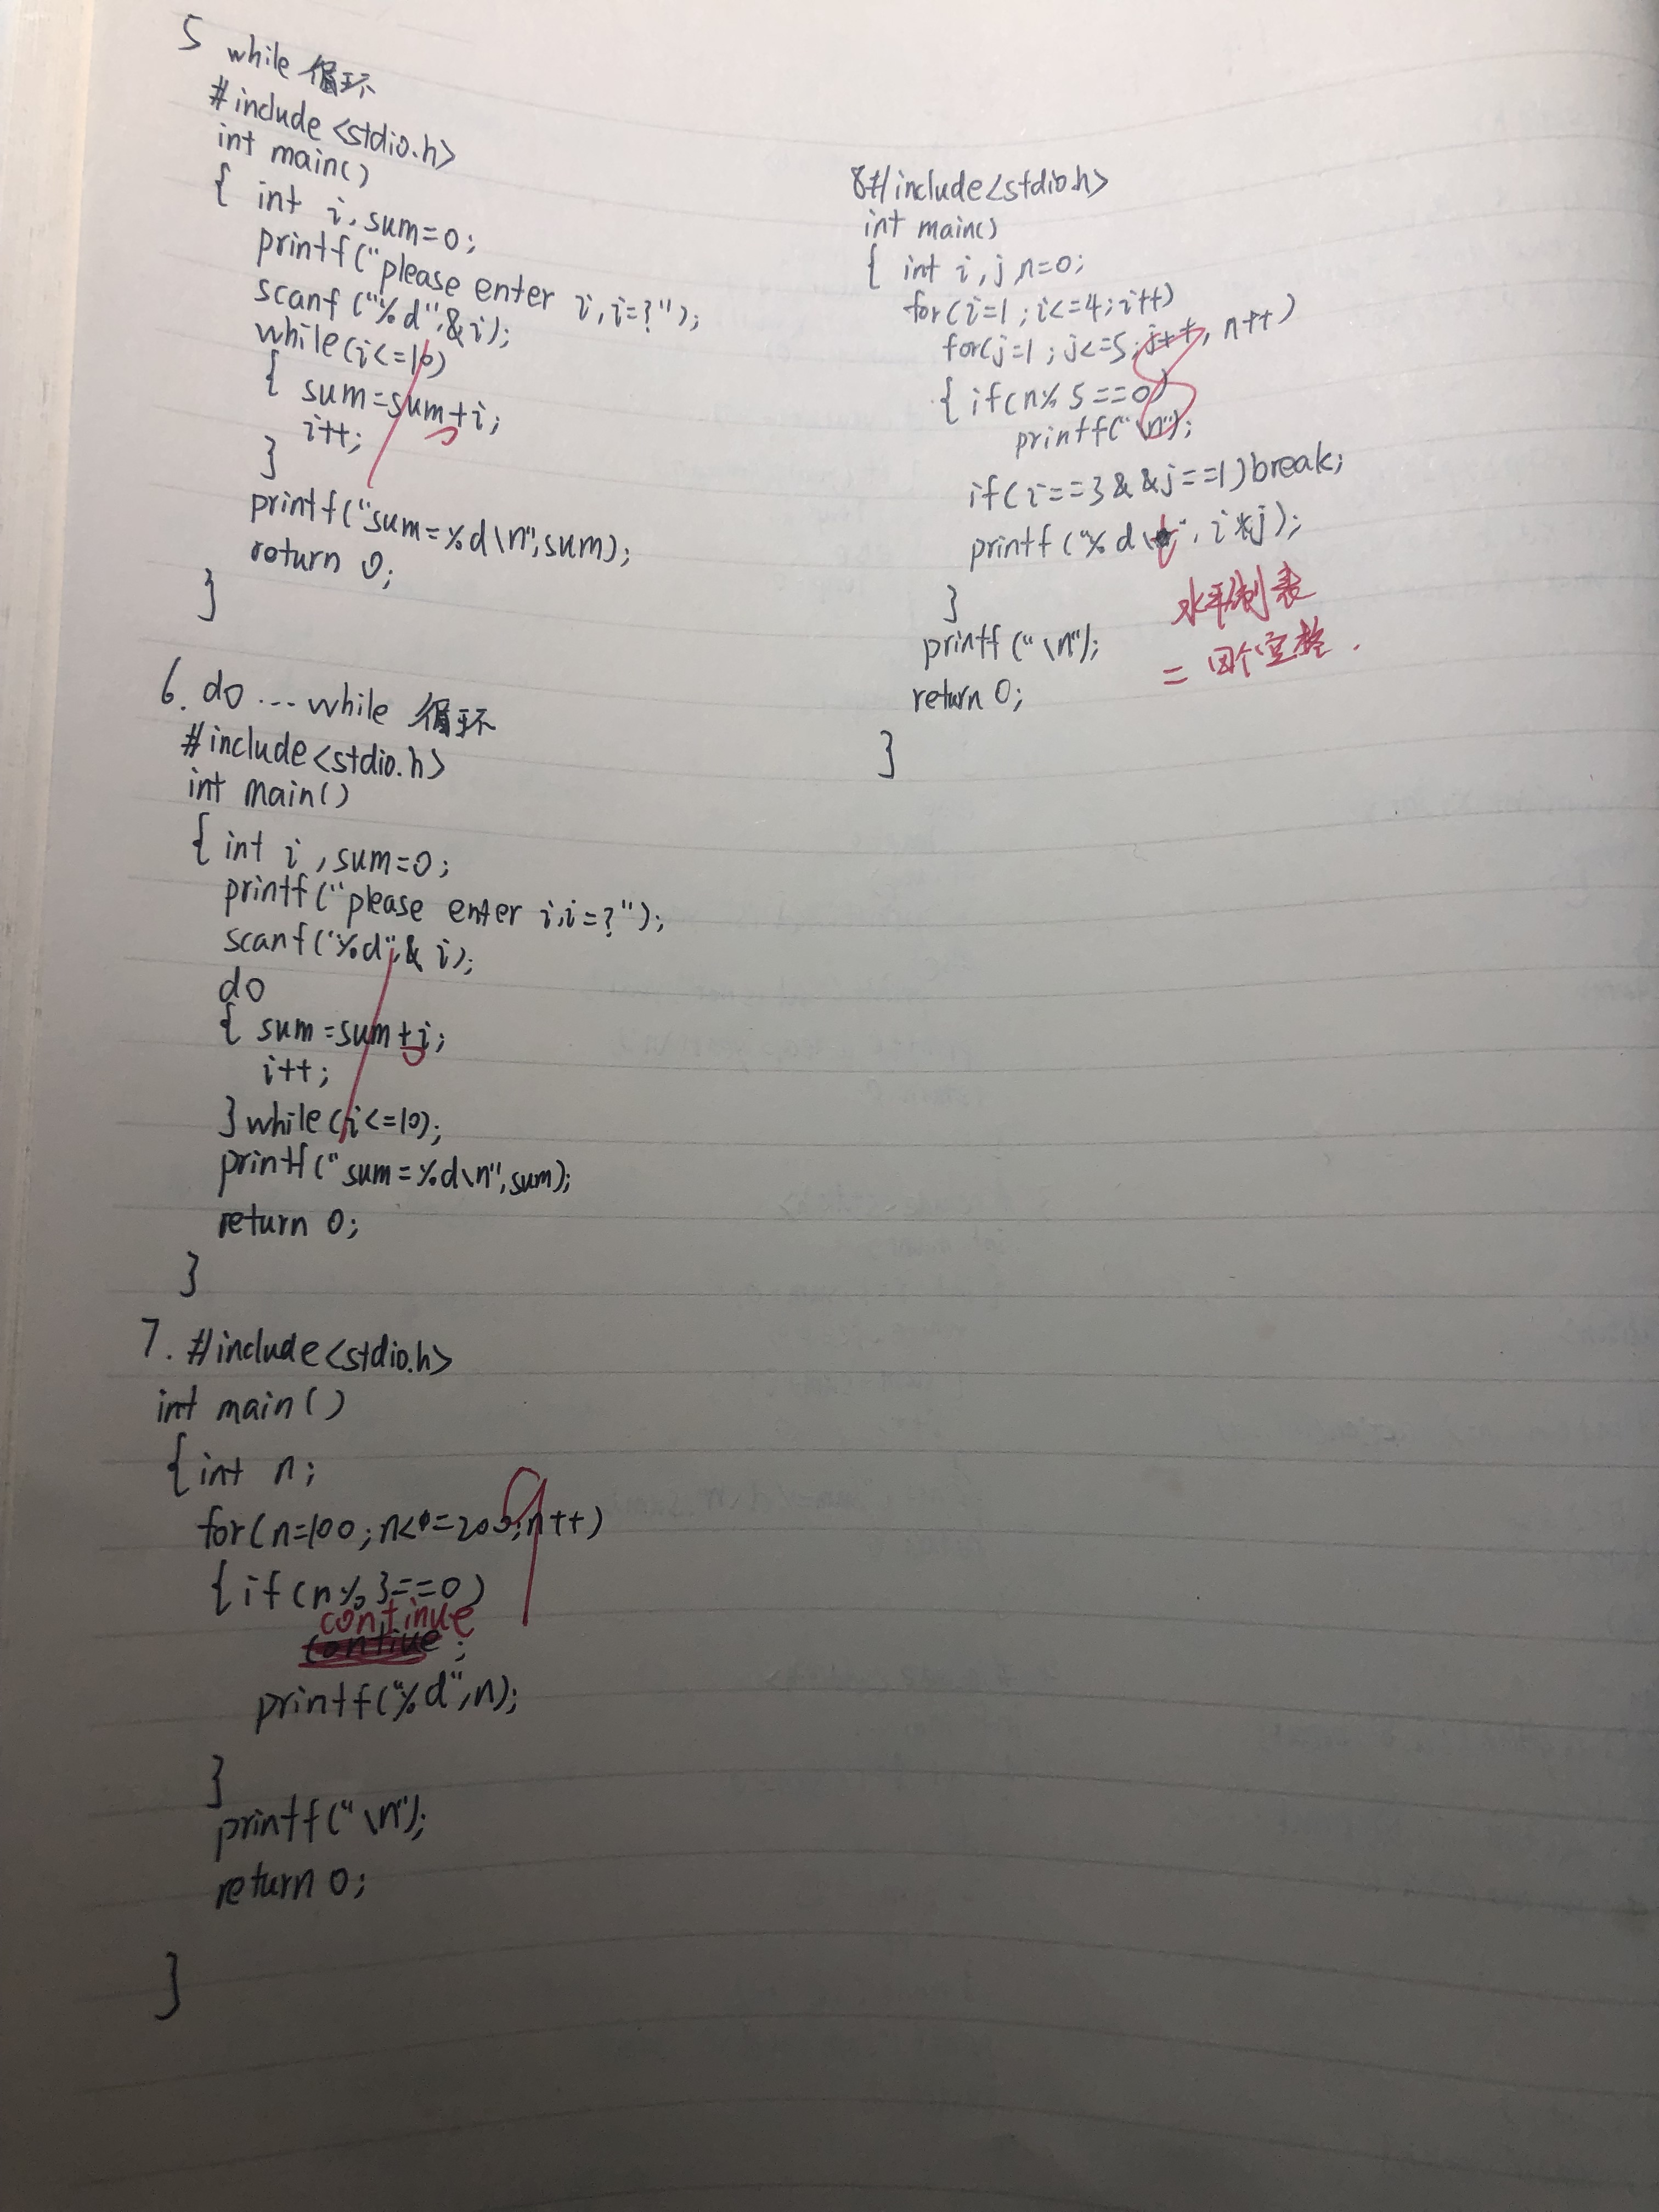 5 while 循环
#include <stdio.h>
int main()
{ int i, sum=0;
printf("please enter i, i=?");
scanf("%d",&i);
while(i<=10)
{ sum=sum+i;
i++;
}
printf("sum=%d\n",sum);
return 0;
}
6. do...while 循环
#include<stdio.h>
int main()
{ int i, sum=0;
printf("please enter i,i=?");
scanf("%d",& i);
do
{ sum=sum+i;
i++;
}while(i<=10);
printf("sum=%d\n",sum);
return 0;
}
7. #include<stdio.h>
int main()
{int n;
for(n=100;n<=200;n++)
{if(n%3==0)
continue;
printf("%d",n);
}
printf("\n");
return 0;
}
8#include<stdio.h>
int main()
{ int i,j,n=0;
for(i=1;i<=4;i++)
for(j=1;j<=5;j++, n++)
{if(n%5==0)
printf("\n");
if(i==3&&j==1)break;
printf("%d\t", i*j);
}
水平制表
=四个空格.
printf("\n");
return 0;
}